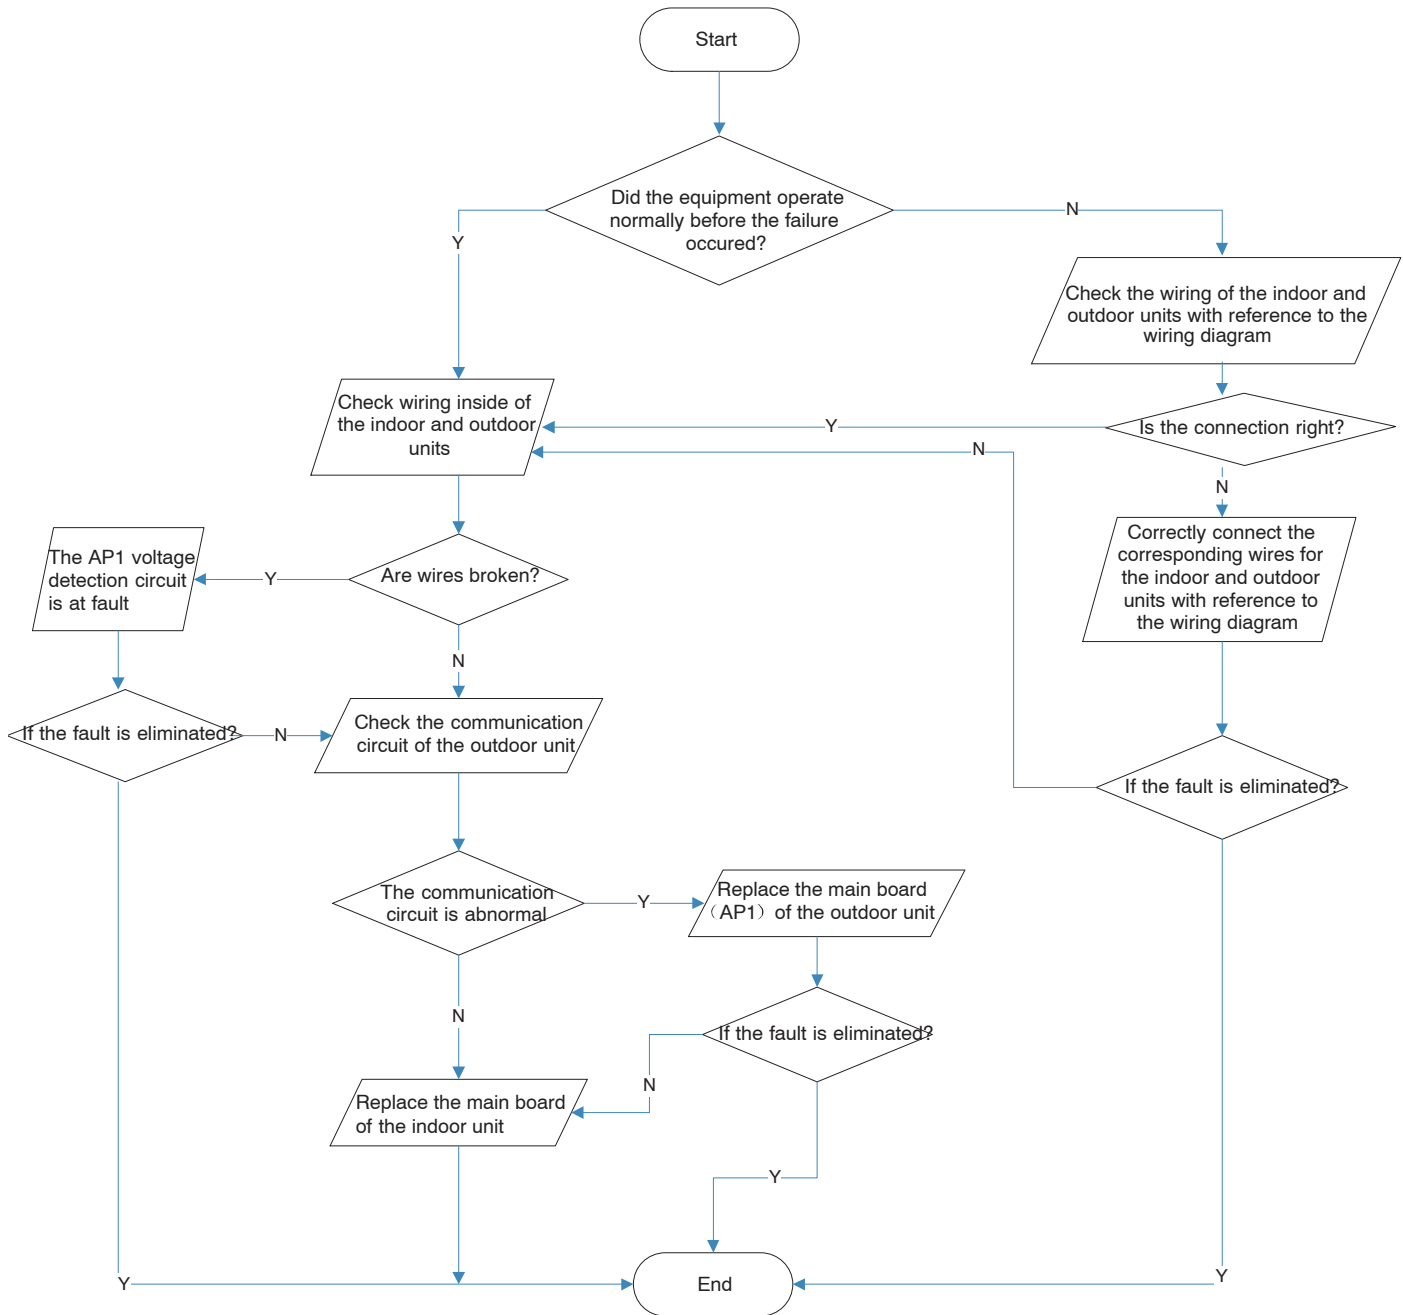 Start
Did the equipment operate
normally before the failure
occured?
Y
N
Check the wiring of the indoor and
outdoor units with reference to the
wiring diagram
Check wiring inside of
the indoor and outdoor
units
Y
Is the connection right?
N
N
The AP1 voltage
detection circuit
is at fault
Y
Are wires broken?
Correctly connect the
corresponding wires for
the indoor and outdoor
units with reference to
the wiring diagram
N
If the fault is eliminated?
N
Check the communication
circuit of the outdoor unit
If the fault is eliminated?
The communication
circuit is abnormal
Y
Replace the main board
（AP1）of the outdoor unit
N
If the fault is eliminated?
N
Replace the main board
of the indoor unit
Y
Y
End
Y